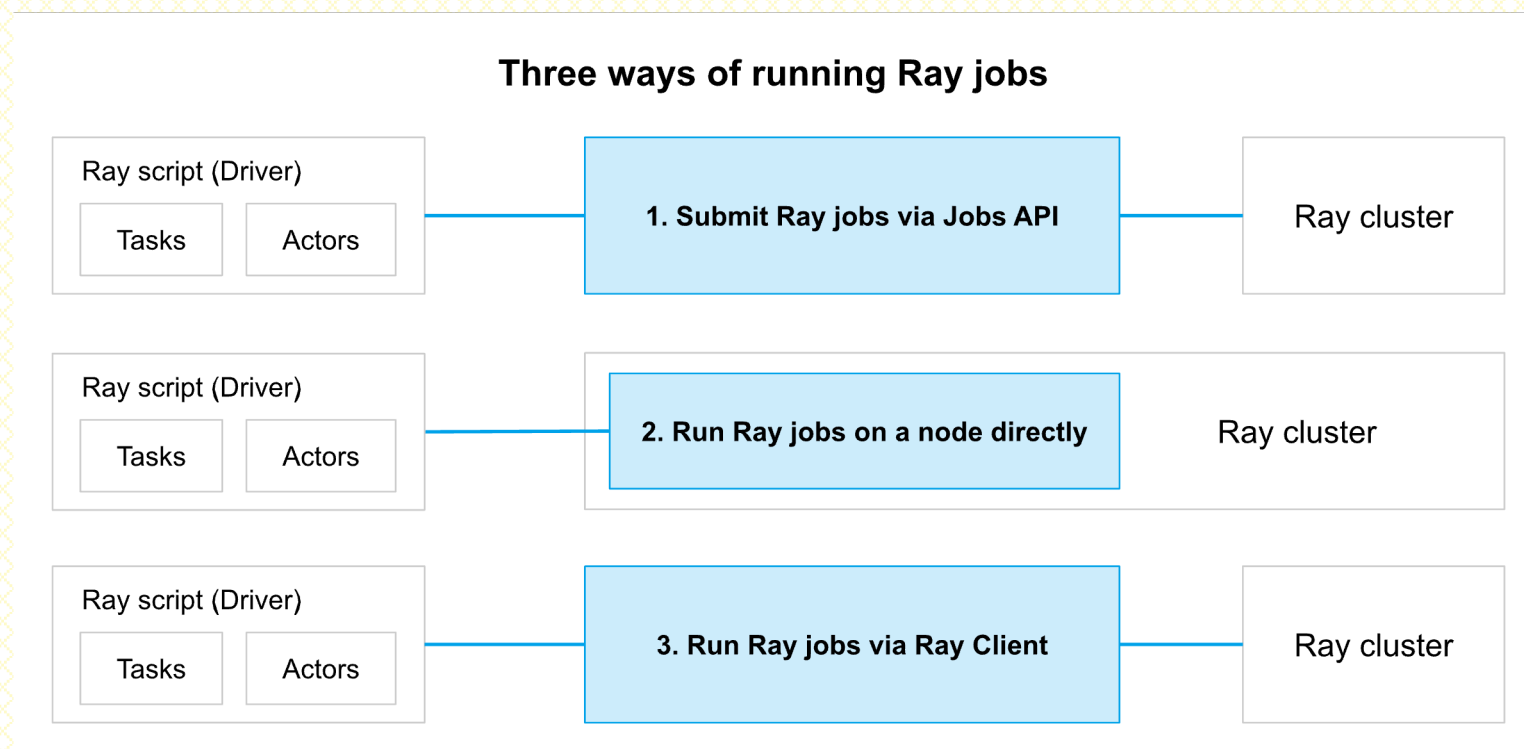 Three ways of running Ray jobs
Ray script (Driver)
Tasks
Actors
1. Submit Ray jobs via Jobs API
Ray cluster
Ray script (Driver)
Tasks
Actors
2. Run Ray jobs on a node directly
Ray cluster
Ray script (Driver)
Tasks
Actors
3. Run Ray jobs via Ray Client
Ray cluster